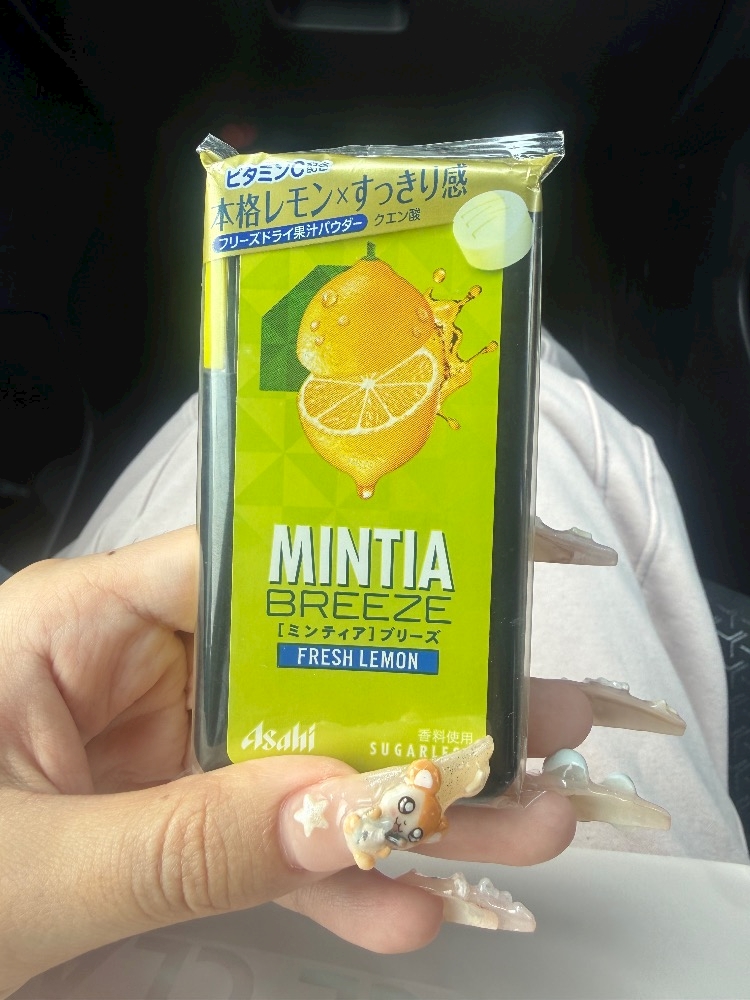 ビタミンC配合
本格レモン×すっきり感
フリーズドライ果汁パウダー クエン酸
MINTIA
BREEZE
[ミンティア]ブリーズ
FRESH LEMON
Asahi
香料使用